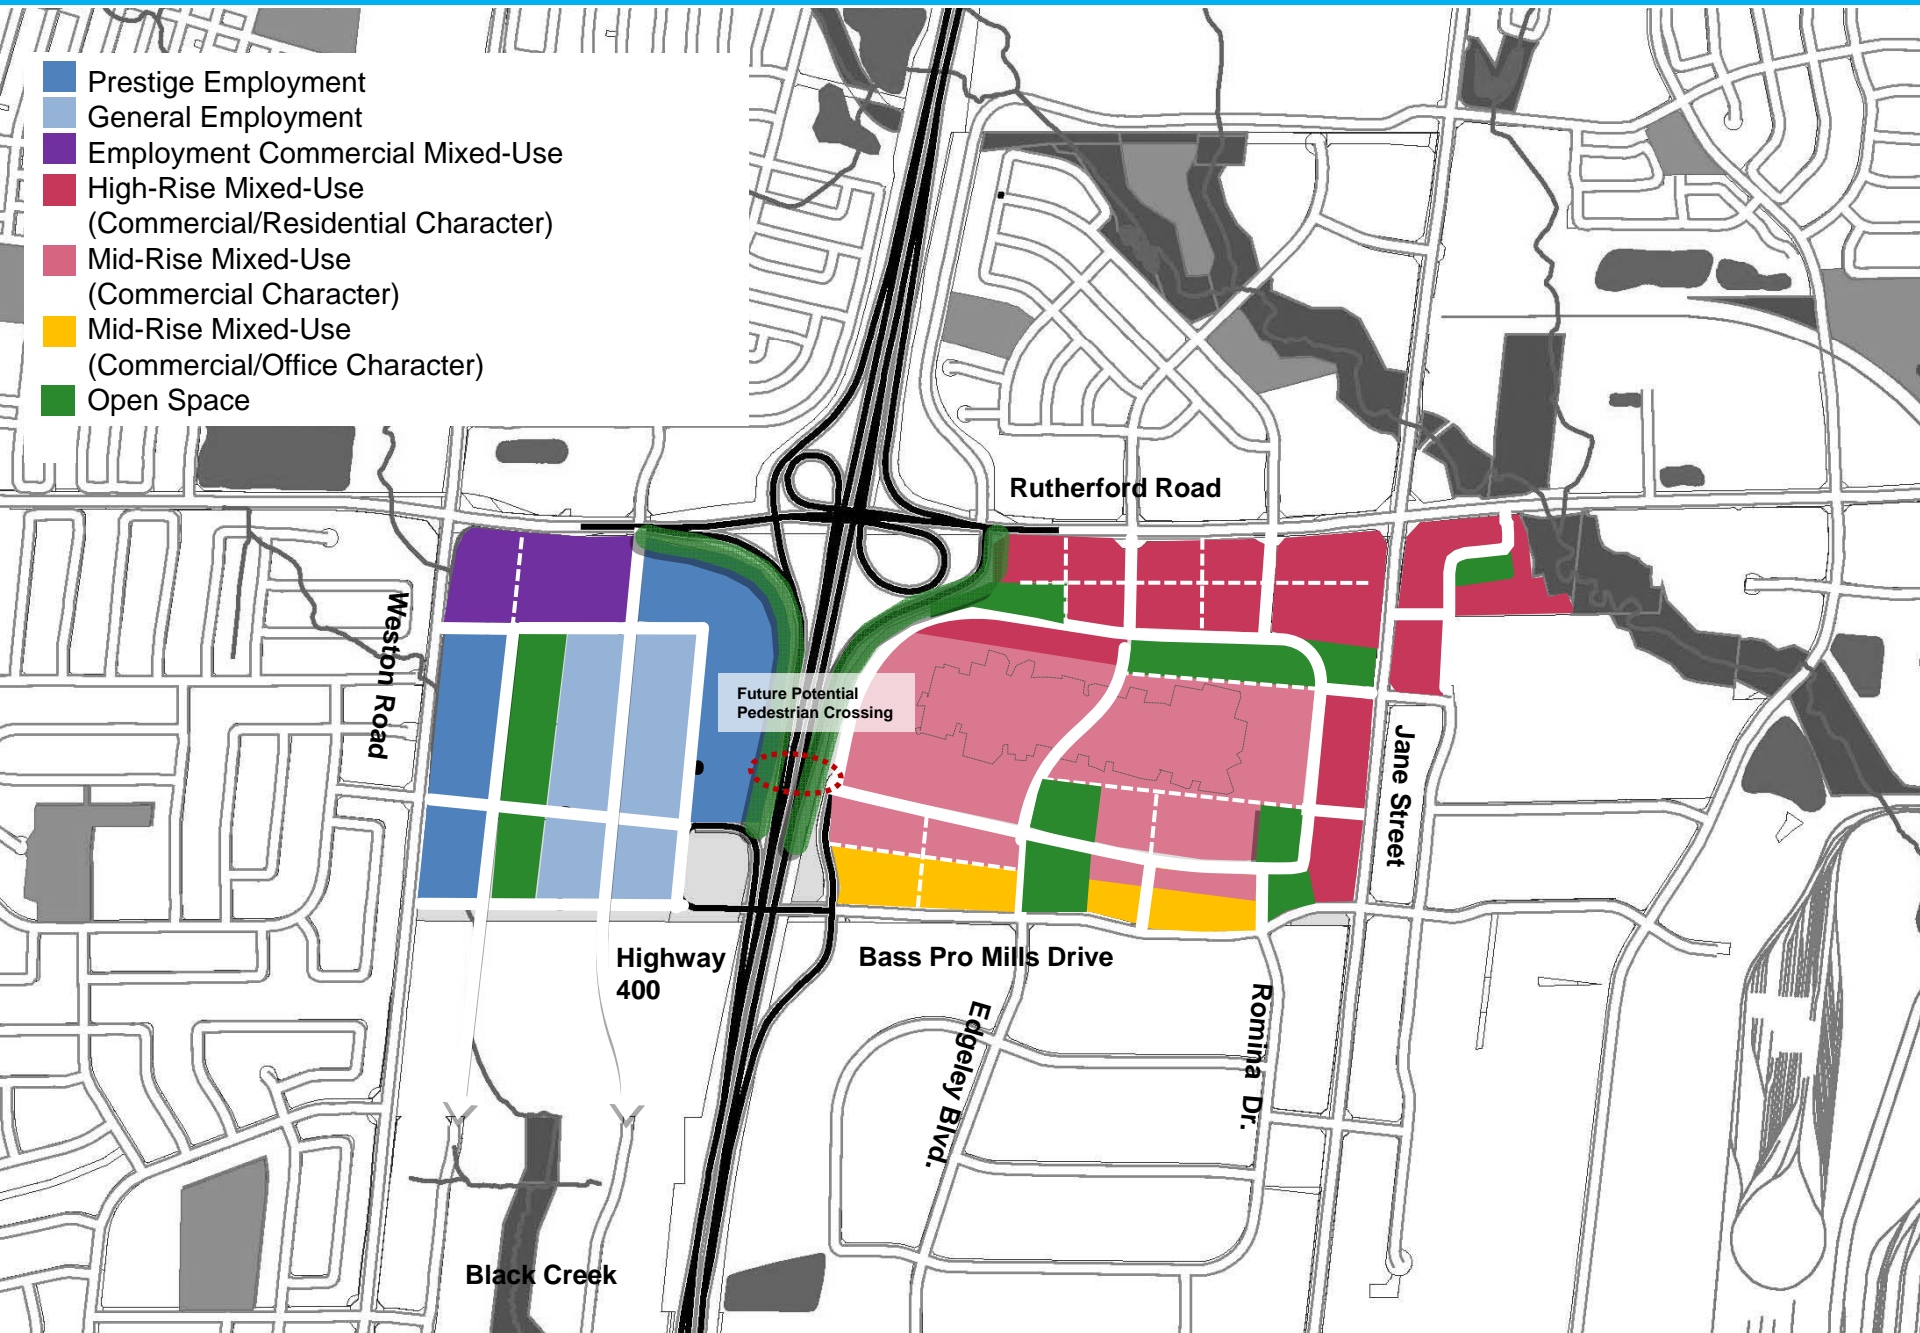 Prestige Employment
General Employment
Employment Commercial Mixed-Use
High-Rise Mixed-Use
(Commercial/Residential Character)
Mid-Rise Mixed-Use
(Commercial Character)
Mid-Rise Mixed-Use
(Commercial/Office Character)
Open Space
Rutherford Road
Weston Road
Future Potential
Pedestrian Crossing
Jane Street
Highway
400
Bass Pro Mills Drive
Edgeley Blvd.
Romina Dr.
Black Creek